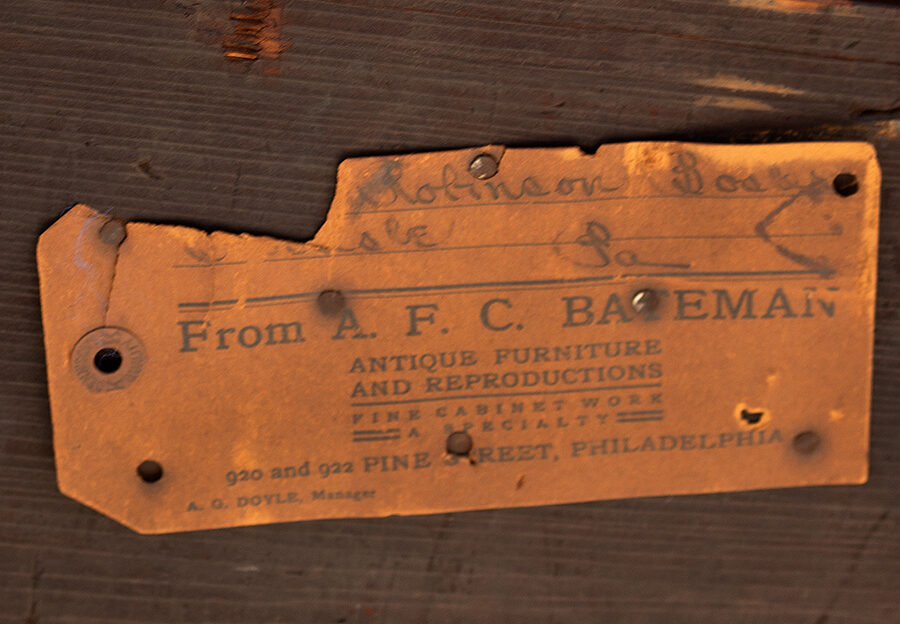 Robinson
Pa
From A. F. C. BATEMAN
ANTIQUE FURNITURE
AND REPRODUCTIONS
FINE CABINET WORK
A SPECIALTY
920 and 922 PINE STREET, PHILADELPHIA
A. G. DOYLE, Manager